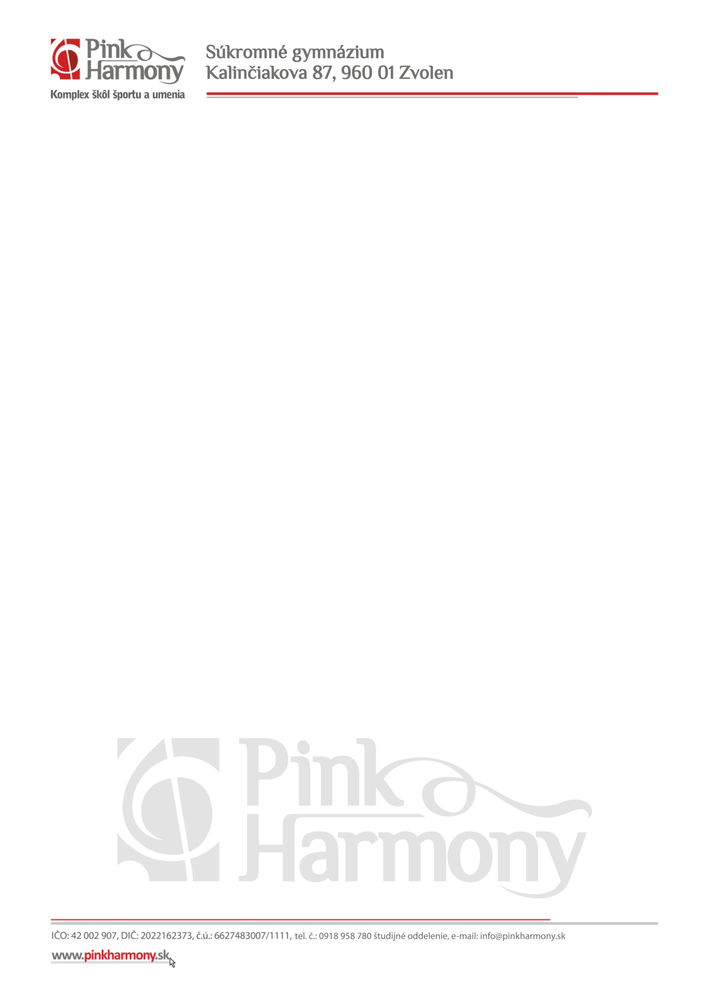 Pink
Harmony
Komplex škôl športu a umenia
Súkromné gymnázium
Kalinčiakova 87, 960 01 Zvolen
Pink
Harmony
IČO: 42 002 907, DIČ: 2022162373, č.ú.: 6627483007/1111, tel. č.: 0918 958 780 študijné oddelenie, e-mail: info@pinkharmony.sk
www.pinkharmony.sk